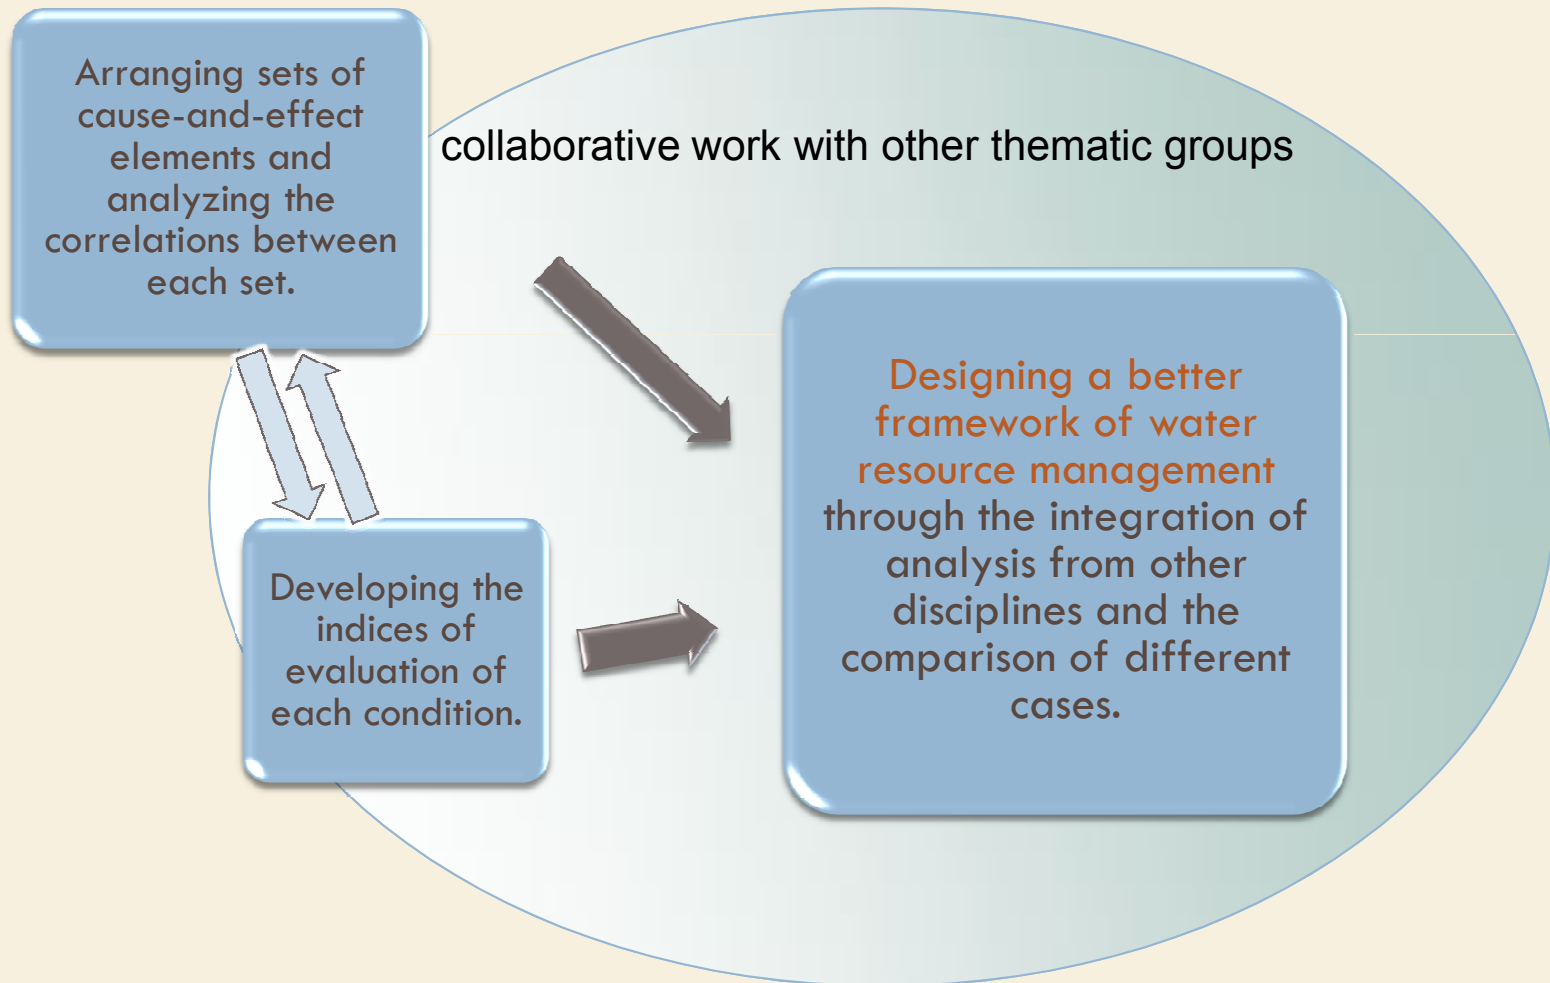 Arranging sets of
cause-and-effect
elements and
analyzing the
correlations between
each set.
collaborative work with other thematic groups
Developing the
indices of
evaluation of
each condition.
Designing a better
framework of water
resource management
through the integration of
analysis from other
disciplines and the
comparison of different
cases.